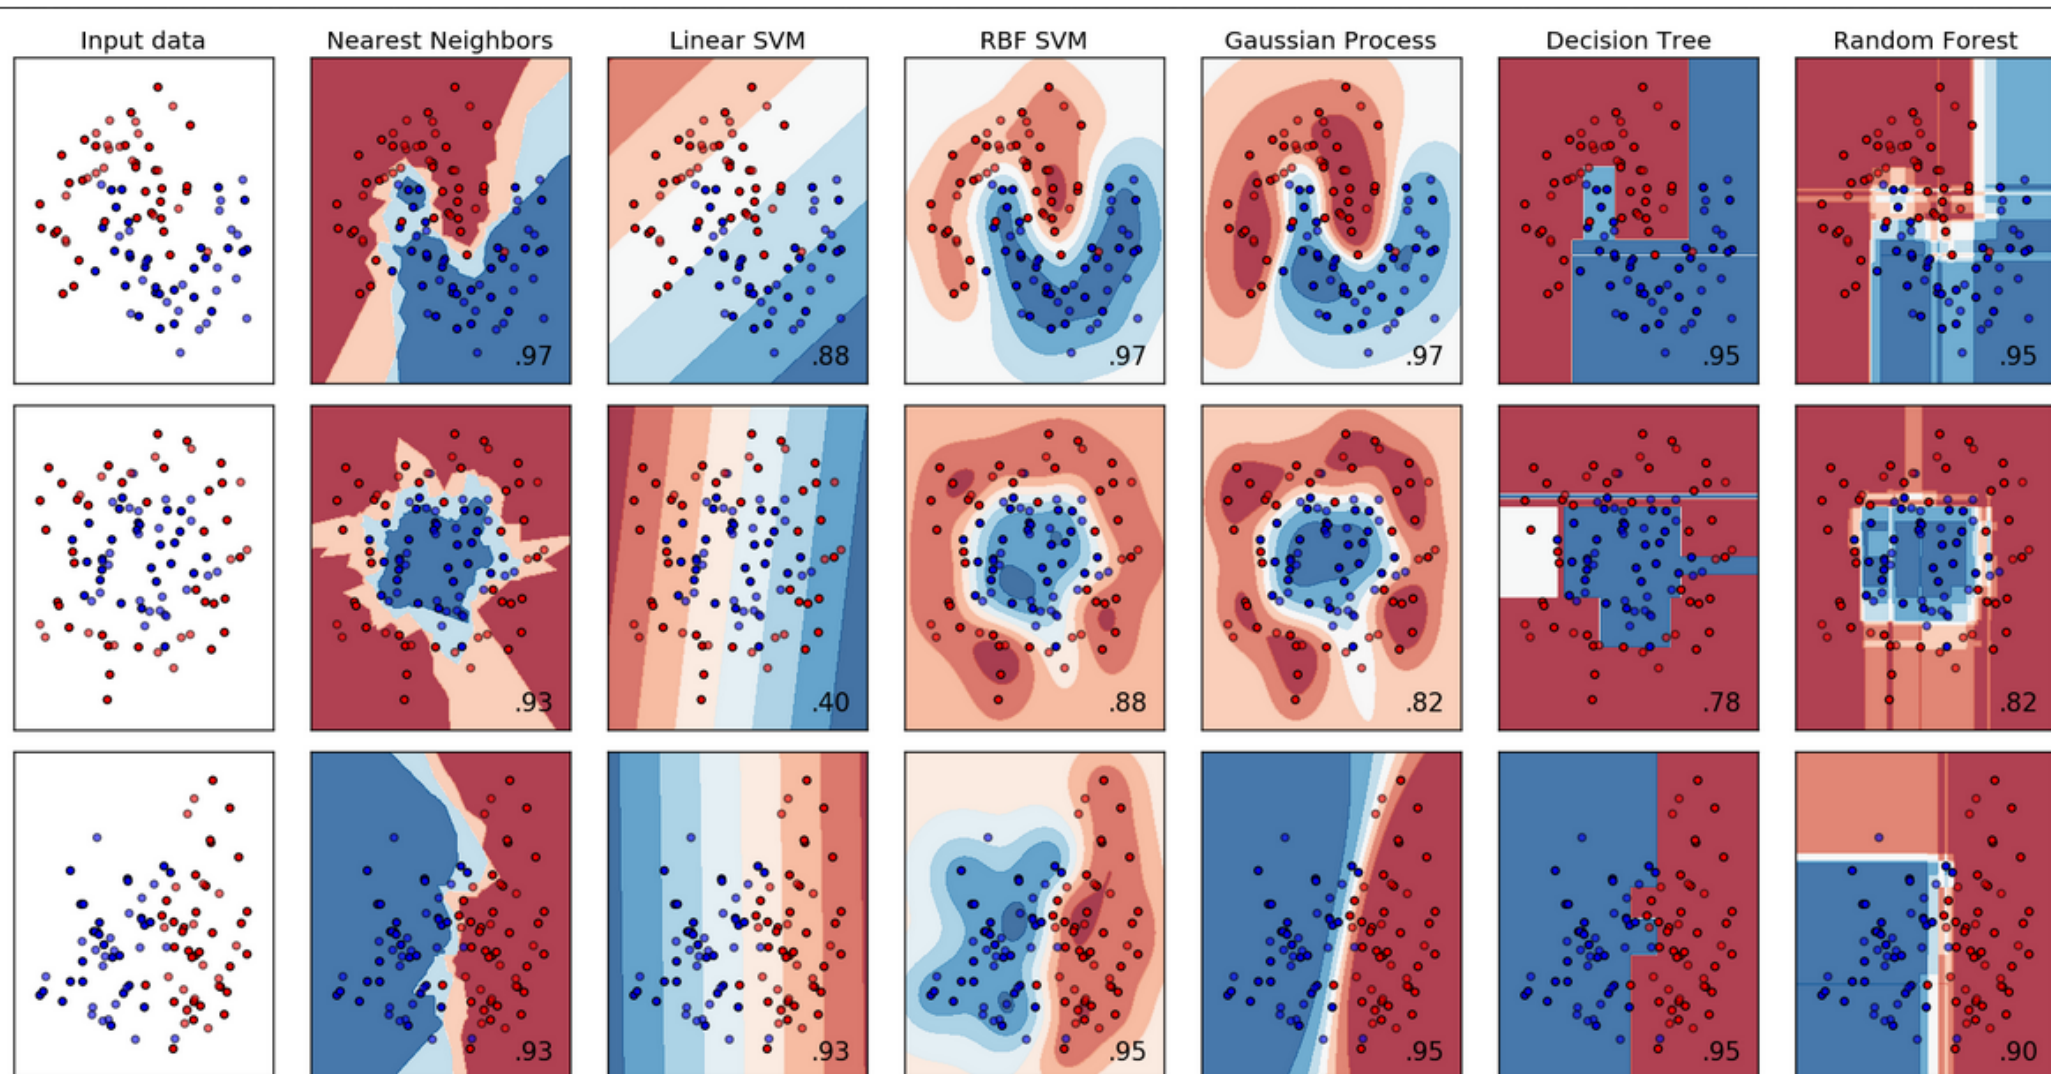 Input data Nearest Neighbors Linear SVM RBF SVM Gaussian Process Decision Tree Random Forest
.97 .88 .97 .97 .95 .95
.93 .40 .88 .82 .78 .82
.93 .93 .95 .95 .95 .90